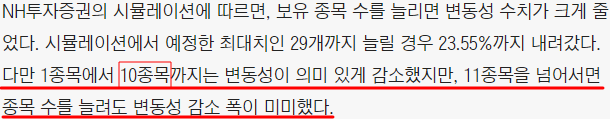 NH투자증권의 시뮬레이션에 따르면, 보유 종목 수를 늘리면 변동성 수치가 크게 줄
었다. 시뮬레이션에서 예정한 최대치인 29개까지 늘릴 경우 23.55%까지 내려갔다.
다만 1종목에서 10종목까지는 변동성이 의미 있게 감소했지만, 11종목을 넘어서면
종목 수를 늘려도 변동성 감소 폭이 미미했다.